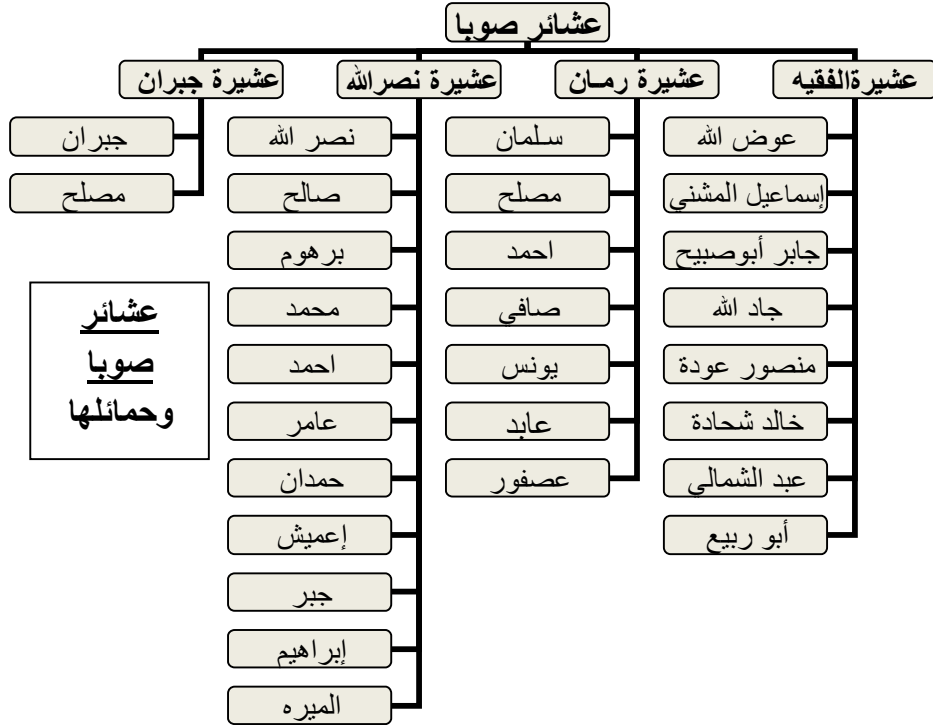 عشائر صوبا
عشيرةالفقيه
عوض الله
إسماعيل المشني
جابر أبوصبيح
جاد الله
منصور عودة
خالد شحادة
عبد الشمالي
أبو ربيع
عشيرة رمـان
سلمان
مصلح
احمد
صافي
يونس
عابد
عصفور
عشيرة نصرالله
نصر الله
صالح
برهوم
محمد
احمد
عامر
حمدان
إعميش
جبر
إبراهيم
الميره
عشيرة جبران
جبران
مصلح
عشائر
صوبا
وحمائلها